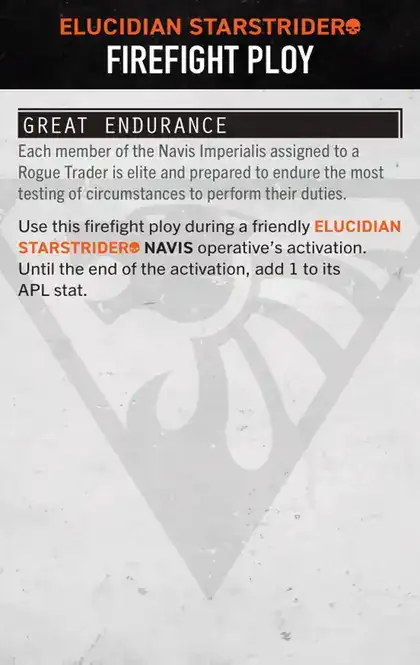 ELUCIDIAN STARSTRIDER
FIREFIGHT PLOY
GREAT ENDURANCE
Each member of the Navis Imperialis assigned to a
Rogue Trader is elite and prepared to endure the most
testing of circumstances to perform their duties.
Use this firefight ploy during a friendly ELUCIDIAN
STARSTRIDER NAVIS operative’s activation.
Until the end of the activation, add 1 to its
APL stat.